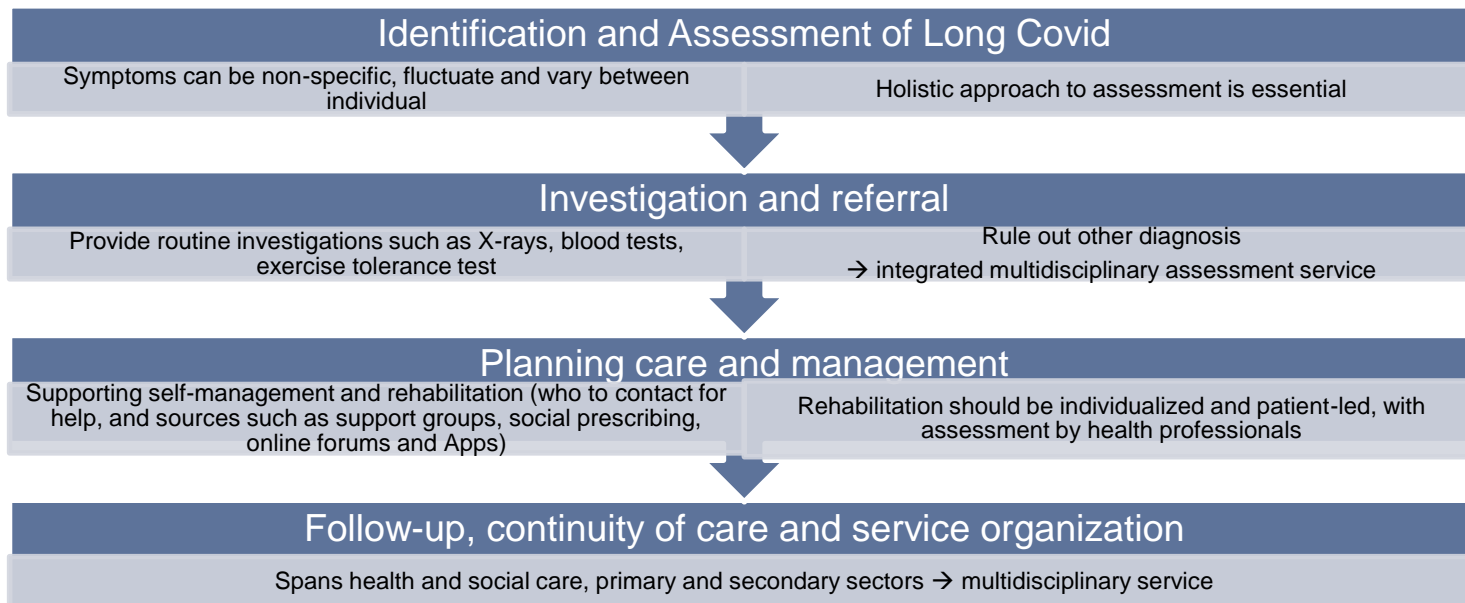 Identification and Assessment of Long Covid
Symptoms can be non-specific, fluctuate and vary between
individual
Holistic approach to assessment is essential
Investigation and referral
Provide routine investigations such as X-rays, blood tests,
exercise tolerance test
Rule out other diagnosis
→ integrated multidisciplinary assessment service
Planning care and management
Supporting self-management and rehabilitation (who to contact for
help, and sources such as support groups, social prescribing,
online forums and Apps)
Rehabilitation should be individualized and patient-led, with
assessment by health professionals
Follow-up, continuity of care and service organization
Spans health and social care, primary and secondary sectors → multidisciplinary service